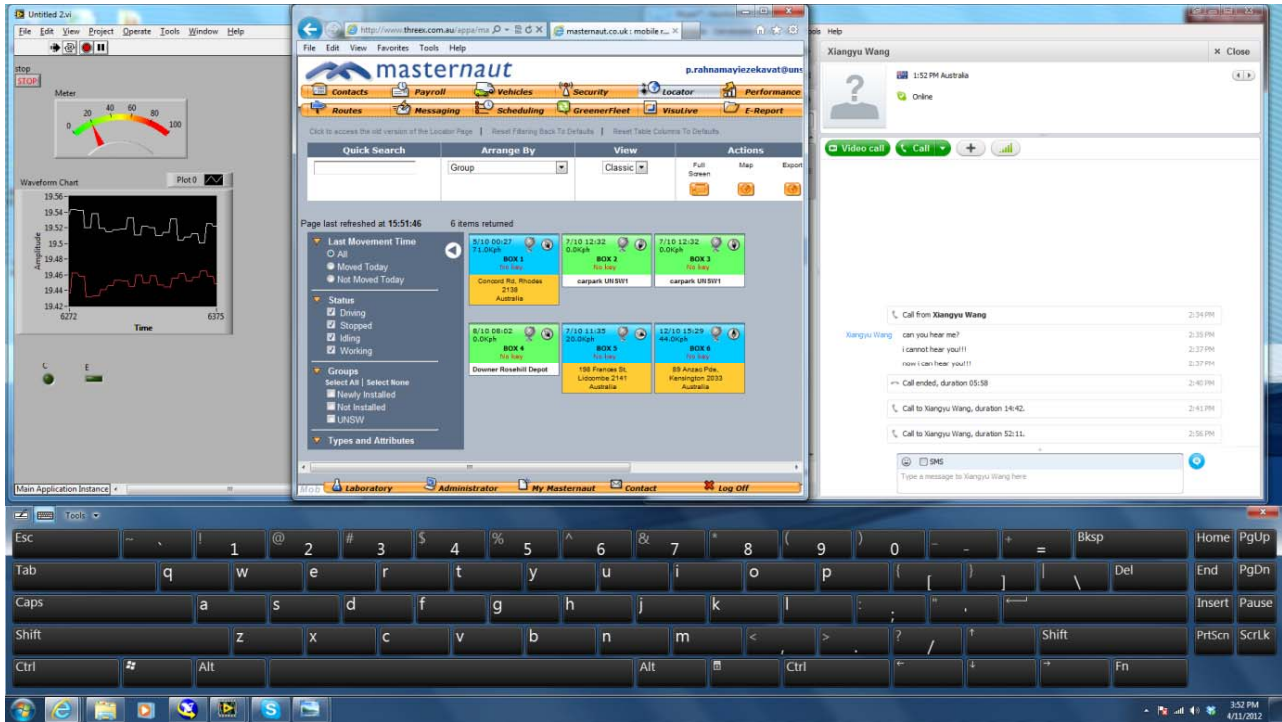 Untitled 2.vi
File Edit View Project Operate Tools Window Help
stop
STOP
Meter
0 20 40 60 80 100
Waveform Chart
Plot 0
Amplitude
19.56
19.54
19.52
19.5
19.48
19.46
19.44
19.42
6272
6375
Time
C
E
Main Application Instance
masternaut.co.uk : mobile r...
File Edit View Favorites Tools Help
masternaut
p.rahnamayiezekavat@uns
Contacts Payroll Vehicles Security Locator Performance
Routes Messaging Scheduling GreenerFleet VisuLive E-Report
Click to access the old version of the Locator Page | Reset Filtering Back To Defaults | Reset Table Columns To Defaults.
Quick Search Arrange By View Actions
Group Classic
Full Screen Map Export
Page last refreshed at 15:51:46 6 items returned
Last Movement Time
All
Moved Today
Not Moved Today
Status
Driving
Stopped
Idling
Working
Groups
Select All | Select None
Newly Installed
Not Installed
UNSW
Types and Attributes
5/10 00:27
71.0Kph
BOX 1
No key
Concord Rd, Rhodes
2138
Australia
7/10 12:32
0.0Kph
BOX 2
No key
carpark UNSW1
7/10 12:32
0.0Kph
BOX 3
No key
carpark UNSW1
8/10 08:02
0.0Kph
BOX 4
No key
Downer Rosehill Depot
7/10 11:35
20.0Kph
BOX 5
No key
198 Frances St,
Lidcombe 2141
Australia
12/10 15:29
44.0Kph
BOX 6
No key
89 Anzac Pde,
Kensington 2033
Australia
Laboratory Administrator My Masternaut Contact Log Off
ools Help
Xiangyu Wang
Close
1:52 PM Australia
Online
Video call
Call
Call from Xiangyu Wang 2:34 PM
Xiangyu Wang can you hear me? 2:35 PM
i cannot hear you!!! 2:37 PM
now i can hear you!!! 2:37 PM
Call ended, duration 05:58 2:40 PM
Call to Xiangyu Wang, duration 14:42. 2:41 PM
Call to Xiangyu Wang, duration 52:11. 2:56 PM
SMS
Type a message to Xiangyu Wang here
Tools
Esc ~ ` ! 1 @ 2 # 3 $ 4 % 5 ^ 6 & 7 * 8 ( 9 ) 0 _ - + = Bksp Home PgUp
Tab q w e r t y u i o p { [ } ] | \ Del End PgDn
Caps a s d f g h j k l : ; " ' Insert Pause
Shift z x c v b n m < , > . ? / Shift PrtScn ScrLk
Ctrl Alt Alt Ctrl Fn
3:52 PM
4/11/2012